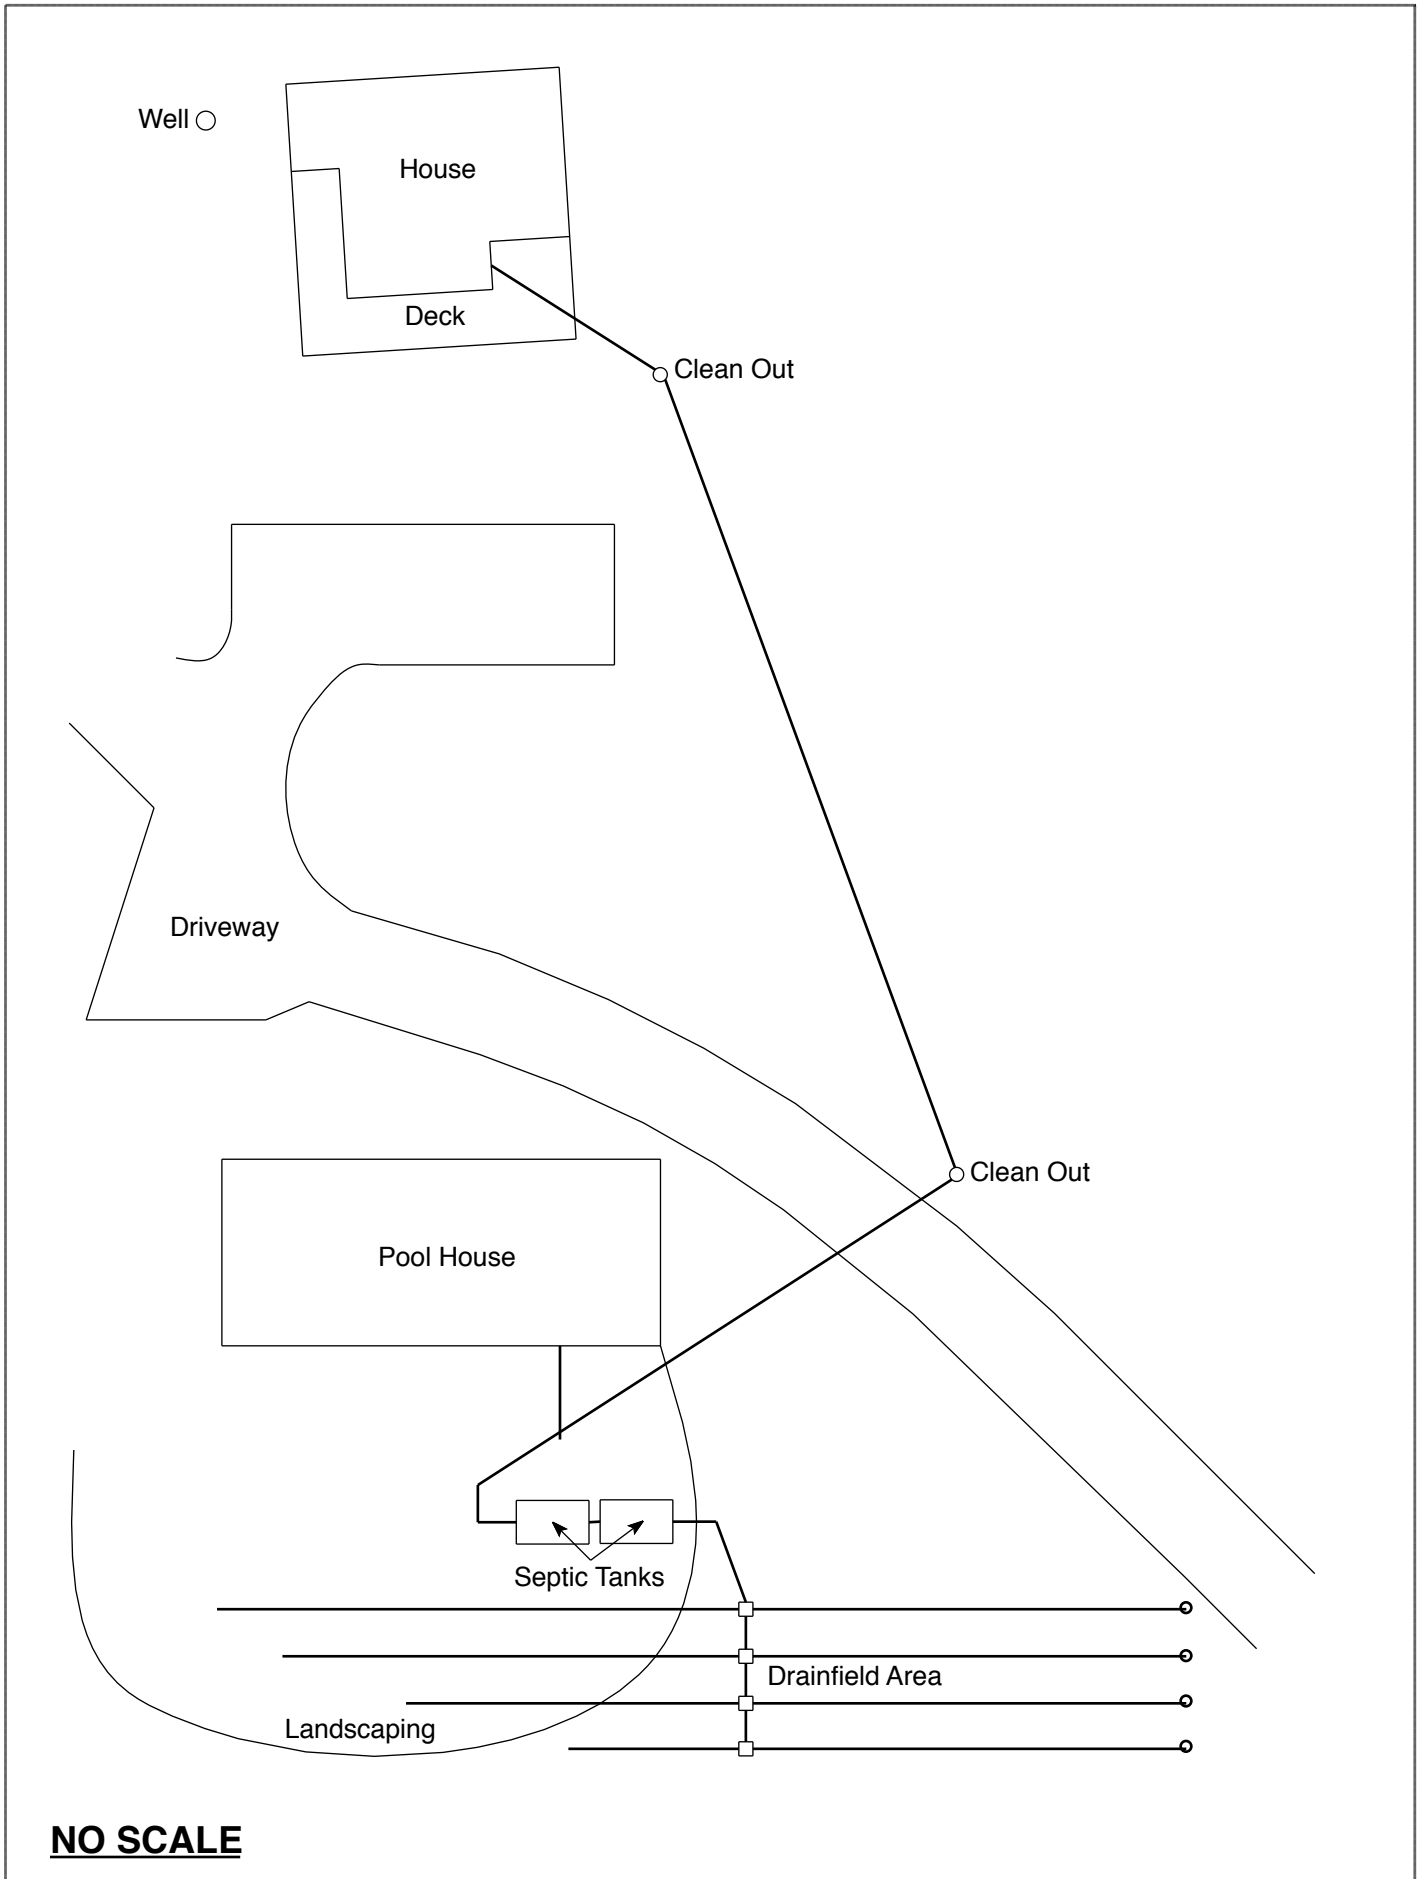 Well
House
Deck
Clean Out
Driveway
Clean Out
Pool House
Septic Tanks
Drainfield Area
Landscaping
NO SCALE